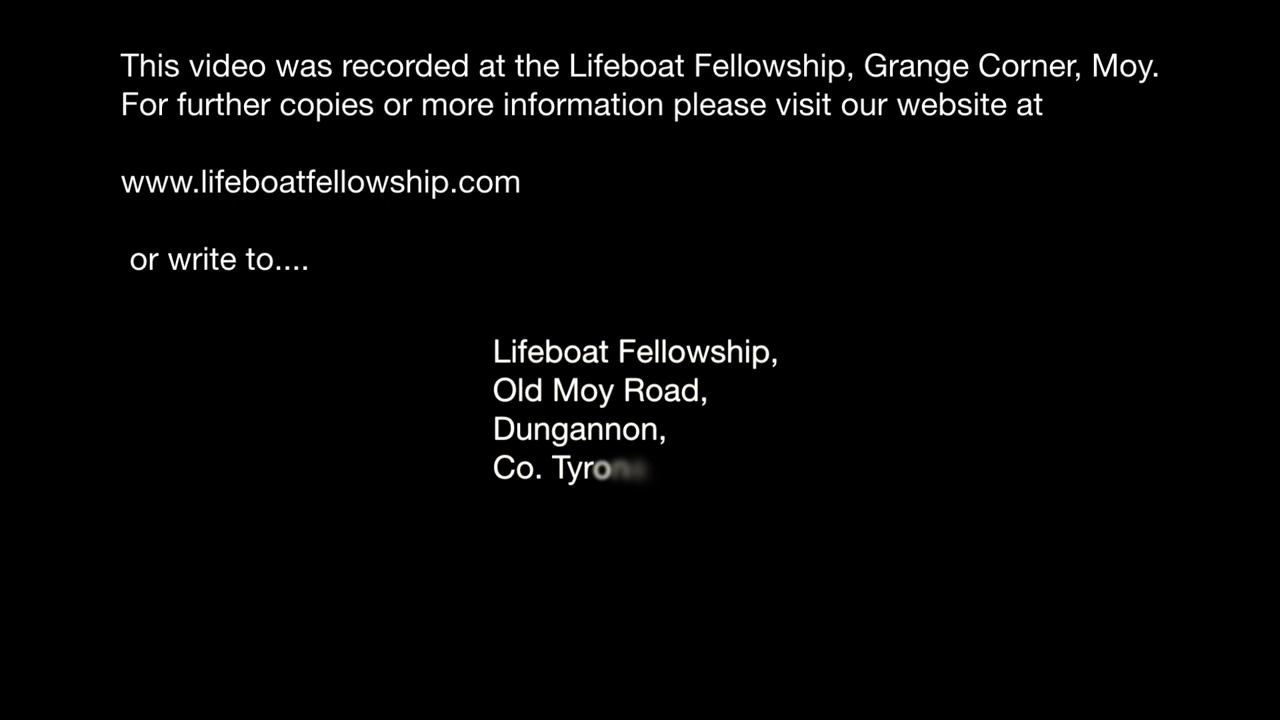 This video was recorded at the Lifeboat Fellowship, Grange Corner, Moy.
For further copies or more information please visit our website at
www.lifeboatfellowship.com
or write to....
Lifeboat Fellowship,
Old Moy Road,
Dungannon,
Co. Tyrone